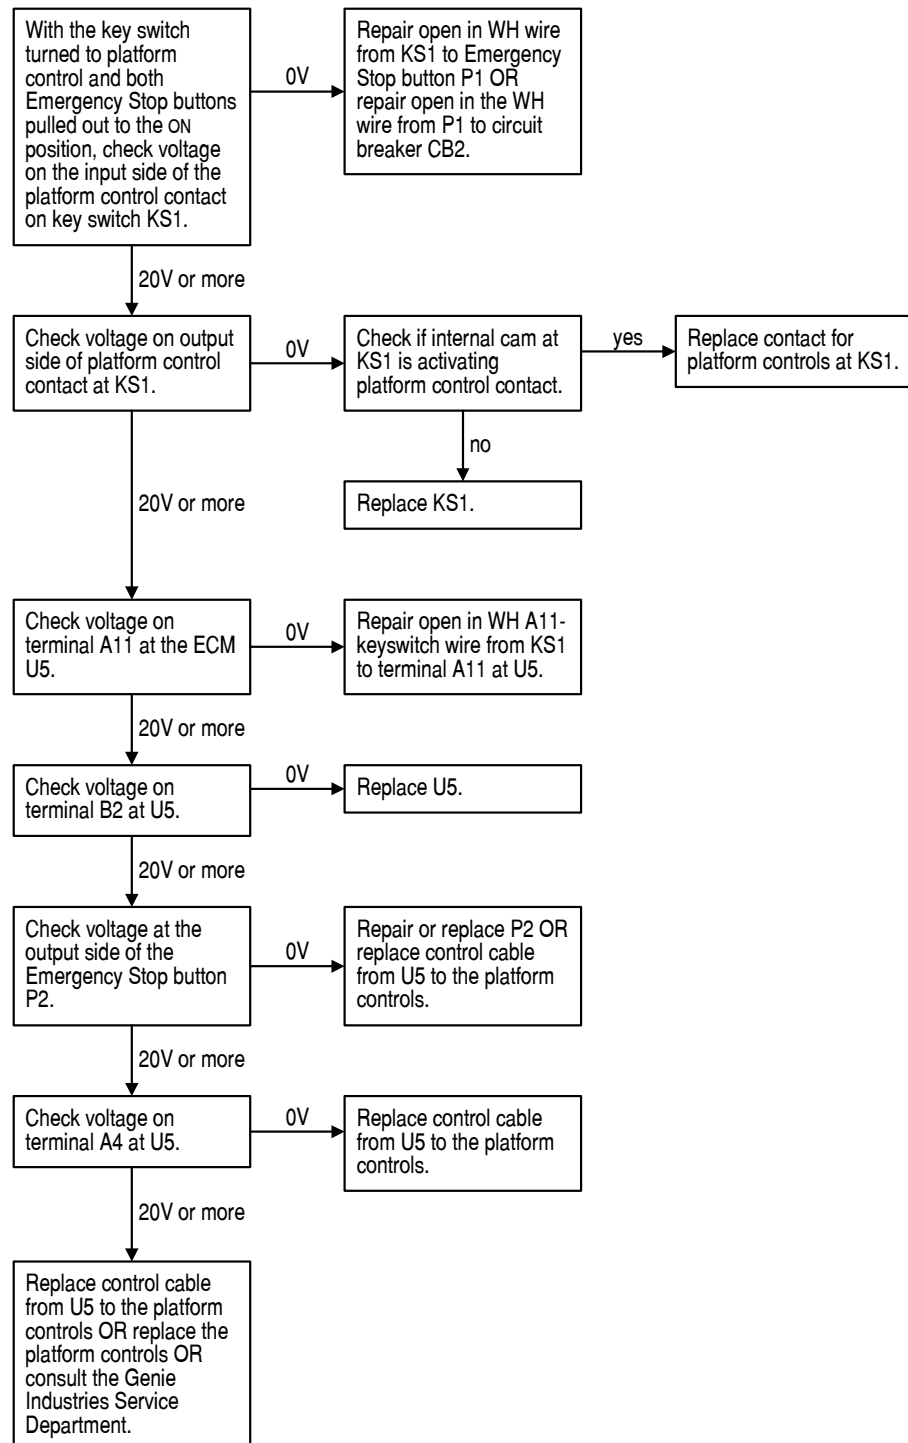 With the key switch
turned to platform
control and both
Emergency Stop buttons
pulled out to the ON
position, check voltage
on the input side of the
platform control contact
on key switch KS1.
0V
Repair open in WH wire
from KS1 to Emergency
Stop button P1 OR
repair open in the WH
wire from P1 to circuit
breaker CB2.
20V or more
Check voltage on output
side of platform control
contact at KS1.
0V
Check if internal cam at
KS1 is activating
platform control contact.
yes
Replace contact for
platform controls at KS1.
no
Replace KS1.
20V or more
Check voltage on
terminal A11 at the ECM
U5.
0V
Repair open in WH A11-
keyswitch wire from KS1
to terminal A11 at U5.
20V or more
Check voltage on
terminal B2 at U5.
0V
Replace U5.
20V or more
Check voltage at the
output side of the
Emergency Stop button
P2.
0V
Repair or replace P2 OR
replace control cable
from U5 to the platform
controls.
20V or more
Check voltage on
terminal A4 at U5.
0V
Replace control cable
from U5 to the platform
controls.
20V or more
Replace control cable
from U5 to the platform
controls OR replace the
platform controls OR
consult the Genie
Industries Service
Department.